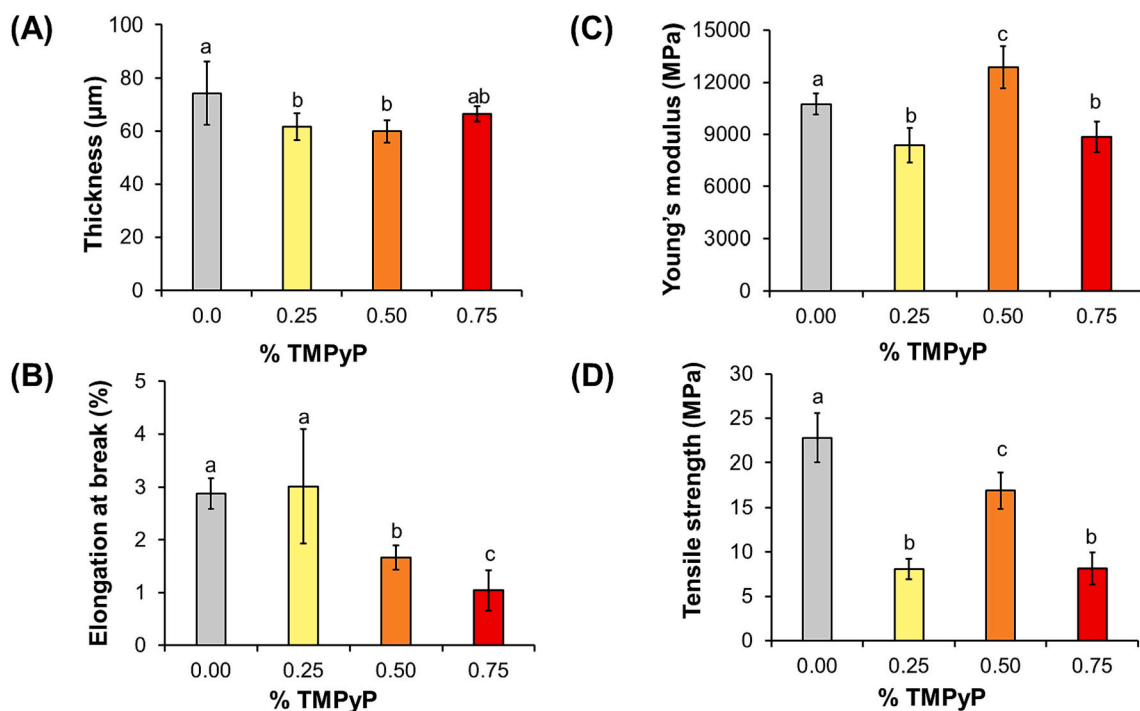 (A)
Thickness (µm)
100
80
60
40
20
0
a
b
b
ab
0.0 0.25 0.50 0.75
% TMPyP
(B)
Elongation at break (%)
5
4
3
2
1
0
a
a
b
c
0.00 0.25 0.50 0.75
% TMPyP
(C)
Young's modulus (MPa)
15000
12000
9000
6000
3000
0
a
b
c
b
0.00 0.25 0.50 0.75
% TMPyP
(D)
Tensile strength (MPa)
30
25
20
15
10
5
0
a
b
c
b
0.00 0.25 0.50 0.75
% TMPyP